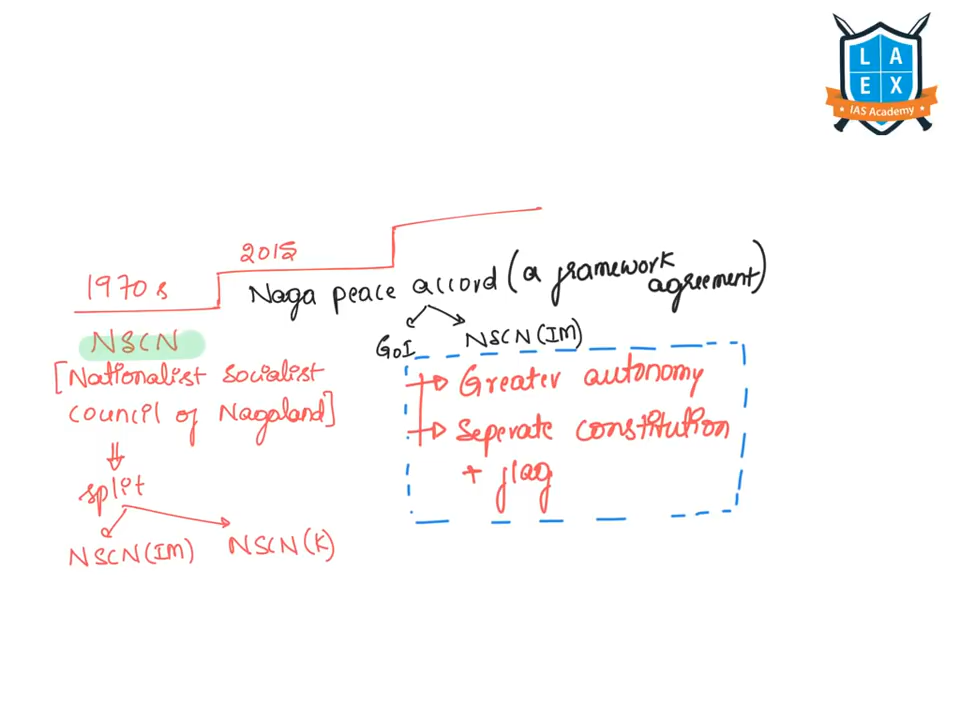 L A
E X
IAS Academy
1970s
2015
Naga peace accord (a framework
agreement)
GoI
NSCN(IM)
NSCN
[Nationalist Socialist
council of Nagaland]
split
NSCN(IM)
NSCN(K)
Greater autonomy
Seperate constitution
+ flag